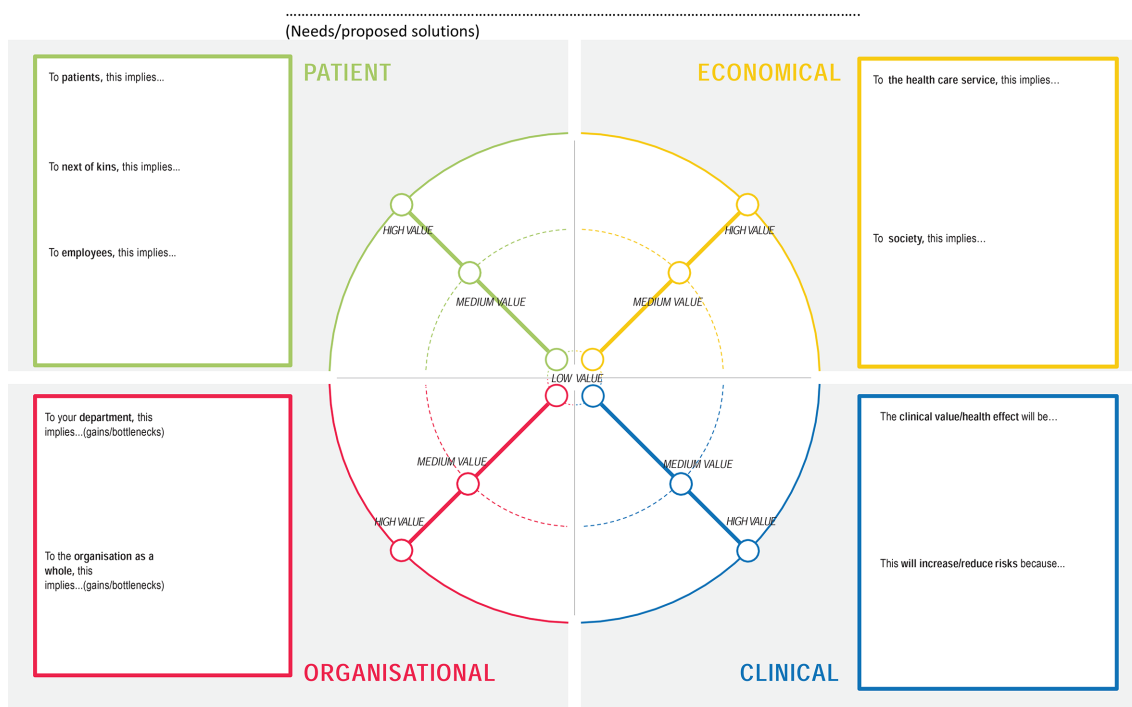 (Needs/proposed solutions)
PATIENT
To patients, this implies...
To next of kins, this implies...
To employees, this implies...
ECONOMICAL
To the health care service, this implies...
To society, this implies...
HIGH VALUE
HIGH VALUE
MEDIUM VALUE
MEDIUM VALUE
LOW VALUE
MEDIUM VALUE
MEDIUM VALUE
HIGH VALUE
HIGH VALUE
To your department, this
implies...(gains/bottlenecks)
To the organisation as a
whole, this
implies...(gains/bottlenecks)
ORGANISATIONAL
The clinical value/health effect will be...
This will increase/reduce risks because...
CLINICAL